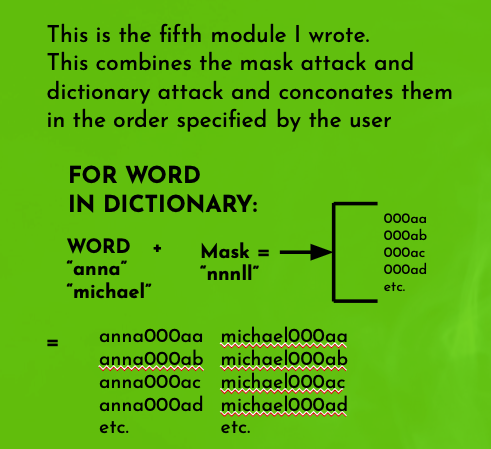 This is the fifth module I wrote.
This combines the mask attack and
dictionary attack and conconates them
in the order specified by the user
FOR WORD
IN DICTIONARY:
WORD + Mask =
"anna" "nnnll"
"michael"
000aa
000ab
000ac
000ad
etc.
= anna000aa michael000aa
anna000ab michael000ab
anna000ac michael000ac
anna000ad michael000ad
etc. etc.